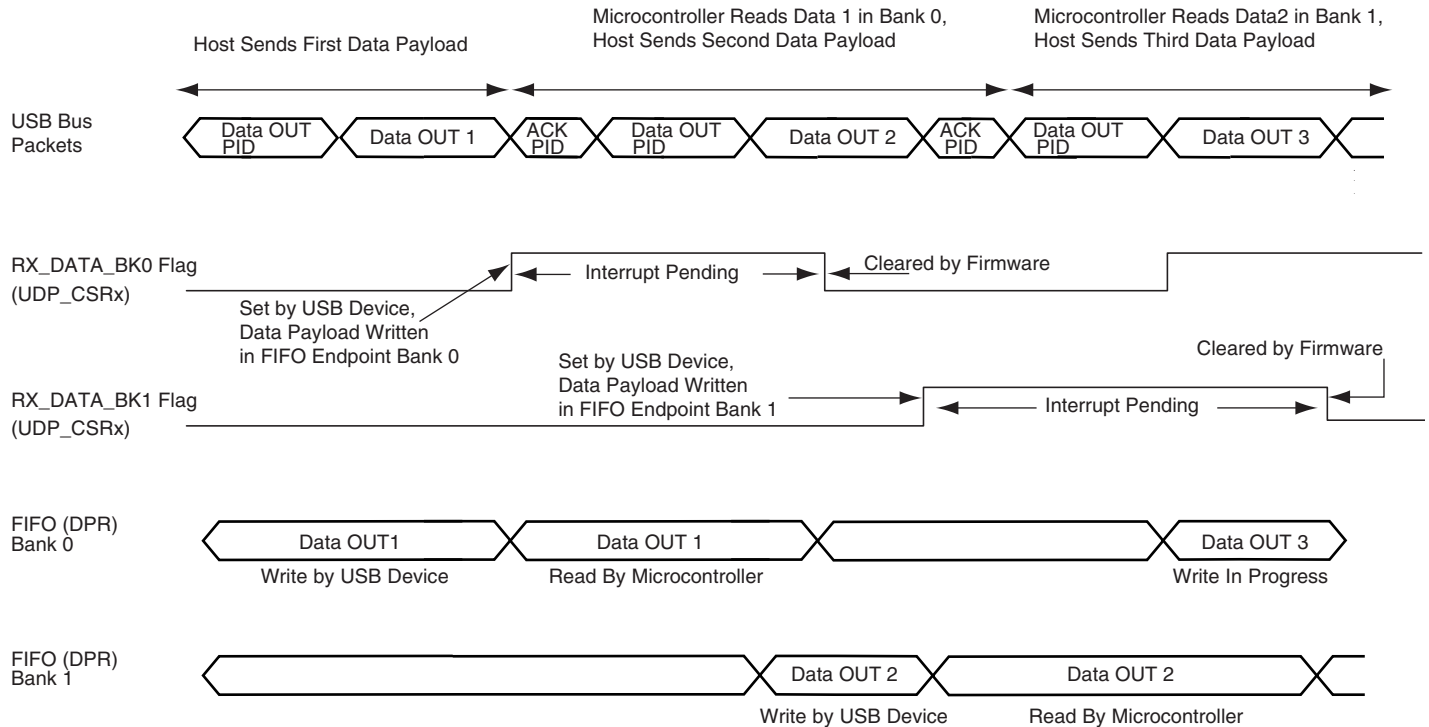 Host Sends First Data Payload
Microcontroller Reads Data 1 in Bank 0,
Host Sends Second Data Payload
Microcontroller Reads Data2 in Bank 1,
Host Sends Third Data Payload
USB Bus
Packets
Data OUT
PID
Data OUT 1
ACK
PID
Data OUT
PID
Data OUT 2
ACK
PID
Data OUT
PID
Data OUT 3
RX_DATA_BK0 Flag
(UDP_CSRx)
Interrupt Pending
Cleared by Firmware
Set by USB Device,
Data Payload Written
in FIFO Endpoint Bank 0
RX_DATA_BK1 Flag
(UDP_CSRx)
Set by USB Device,
Data Payload Written
in FIFO Endpoint Bank 1
Interrupt Pending
Cleared by Firmware
FIFO (DPR)
Bank 0
Data OUT1
Data OUT 1
Data OUT 3
Write by USB Device
Read By Microcontroller
Write In Progress
FIFO (DPR)
Bank 1
Data OUT 2
Data OUT 2
Write by USB Device
Read By Microcontroller